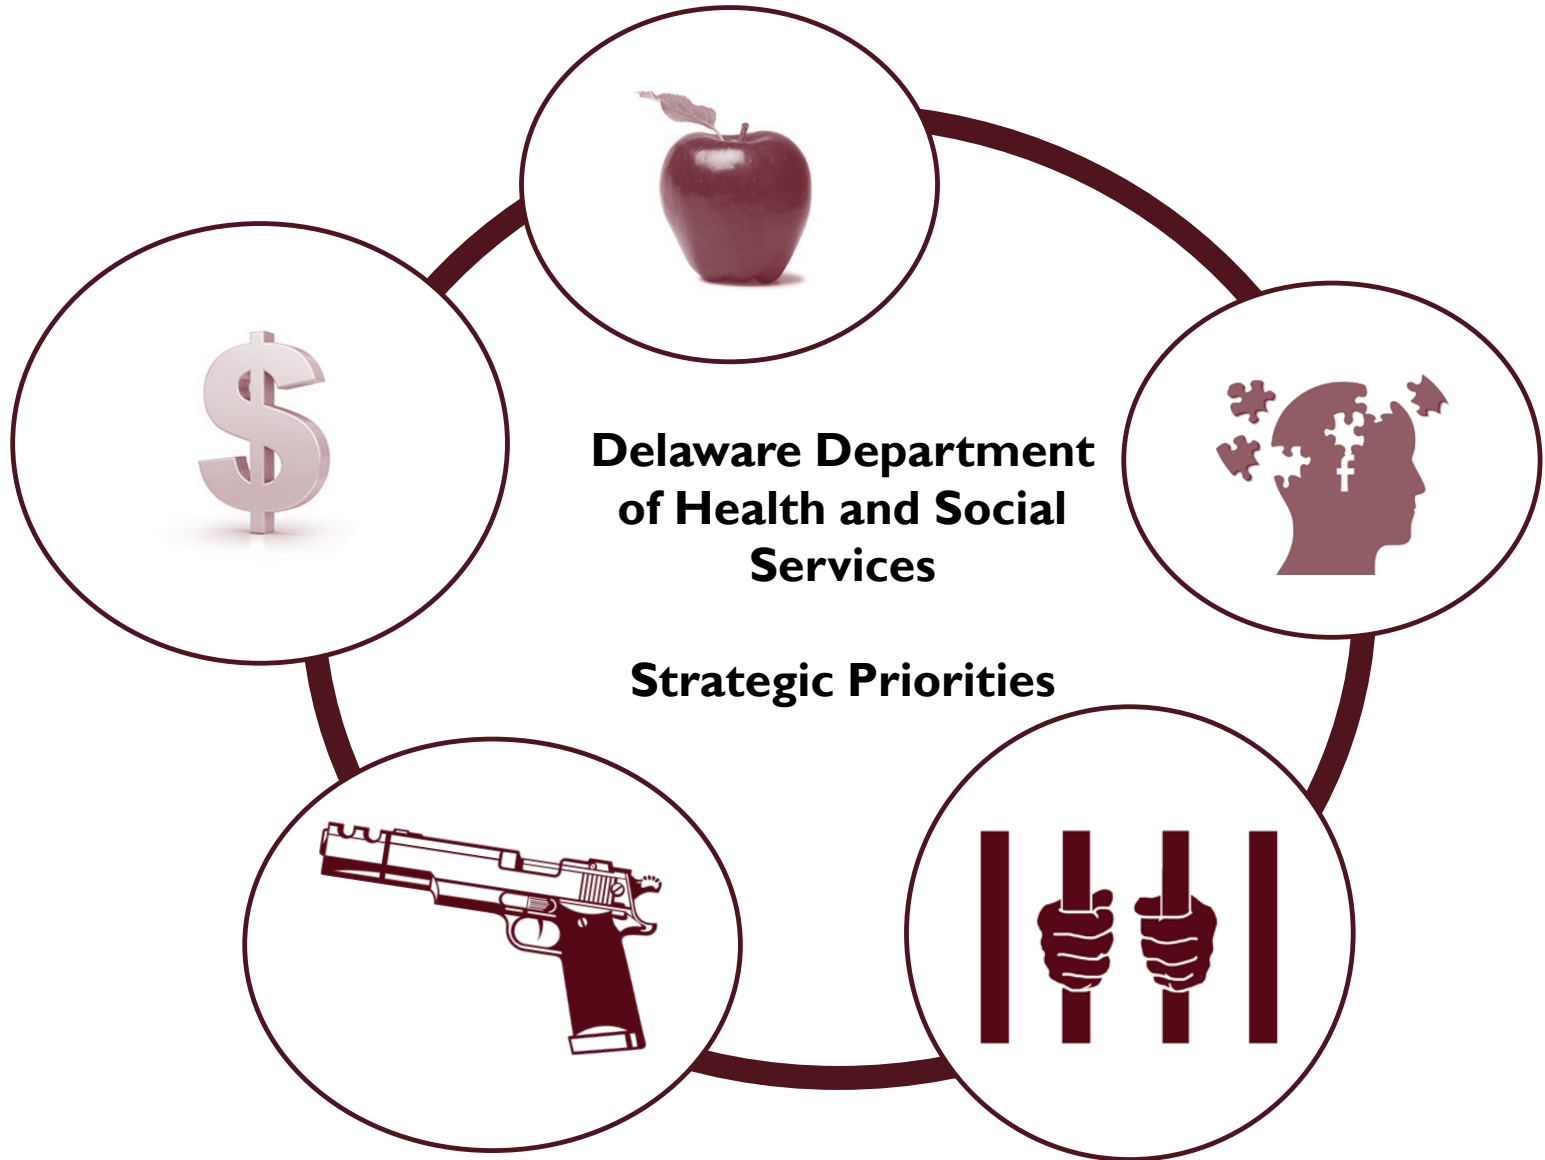 Delaware Department
of Health and Social
Services
Strategic Priorities